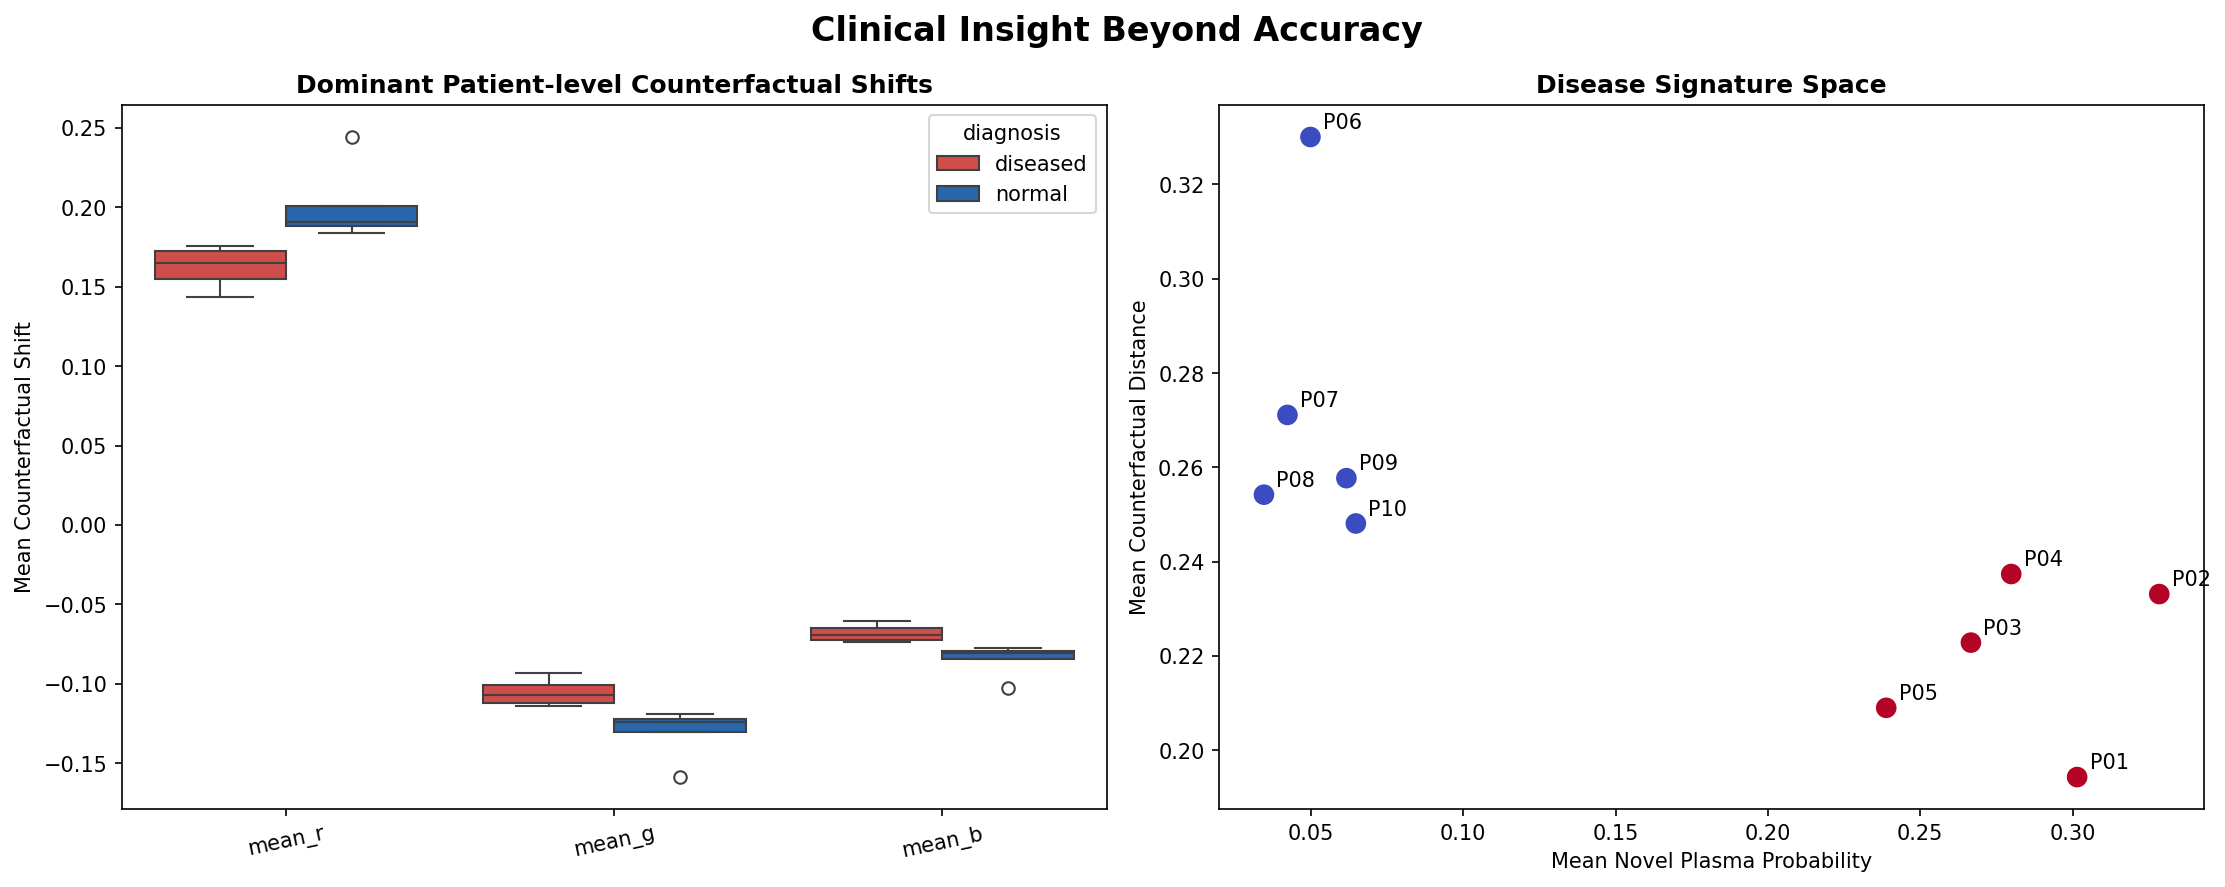 Clinical Insight Beyond Accuracy
Dominant Patient-level Counterfactual Shifts
Mean Counterfactual Shift
0.25
0.20
0.15
0.10
0.05
0.00
−0.05
−0.10
−0.15
diagnosis
diseased
normal
mean_r
mean_g
mean_b
Disease Signature Space
Mean Counterfactual Distance
0.32
0.30
0.28
0.26
0.24
0.22
0.20
P06
P07
P09
P08
P10
P04
P02
P03
P05
P01
0.05
0.10
0.15
0.20
0.25
0.30
Mean Novel Plasma Probability